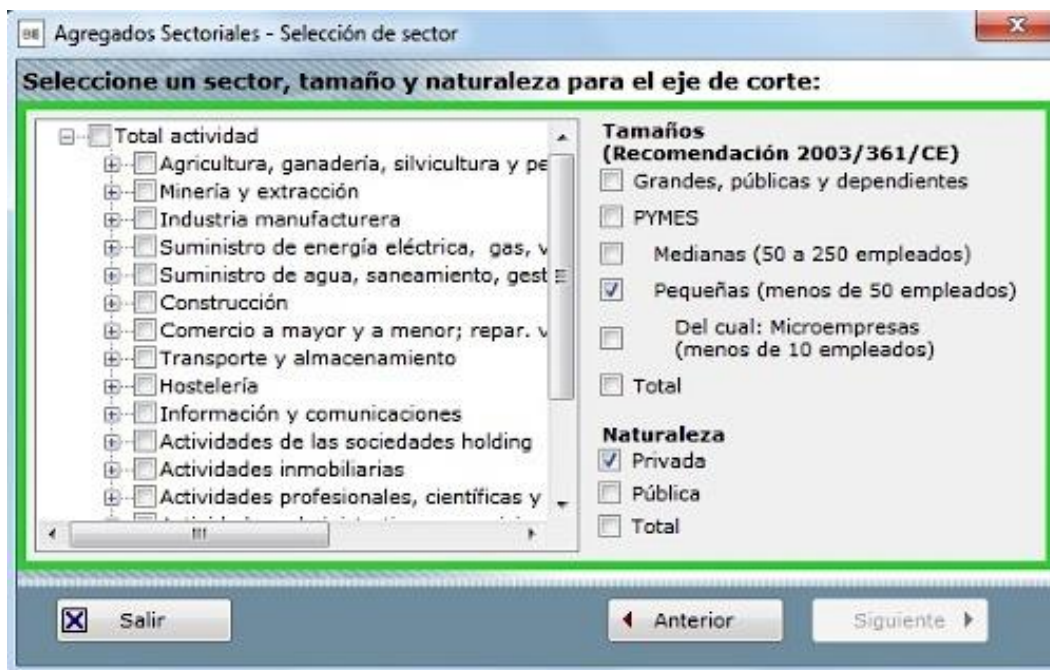 Agregados Sectoriales - Selección de sector
Seleccione un sector, tamaño y naturaleza para el eje de corte:
Total actividad
Agricultura, ganadería, silvicultura y pe
Minería y extracción
Industria manufacturera
Suministro de energía eléctrica, gas, v
Suministro de agua, saneamiento, gest
Construcción
Comercio a mayor y a menor; repar. v
Transporte y almacenamiento
Hostelería
Información y comunicaciones
Actividades de las sociedades holding
Actividades inmobiliarias
Actividades profesionales, científicas y
Tamaños
(Recomendación 2003/361/CE)
Grandes, públicas y dependientes
PYMES
Medianas (50 a 250 empleados)
Pequeñas (menos de 50 empleados)
Del cual: Microempresas
(menos de 10 empleados)
Total
Naturaleza
Privada
Pública
Total
Salir
Anterior
Siguiente